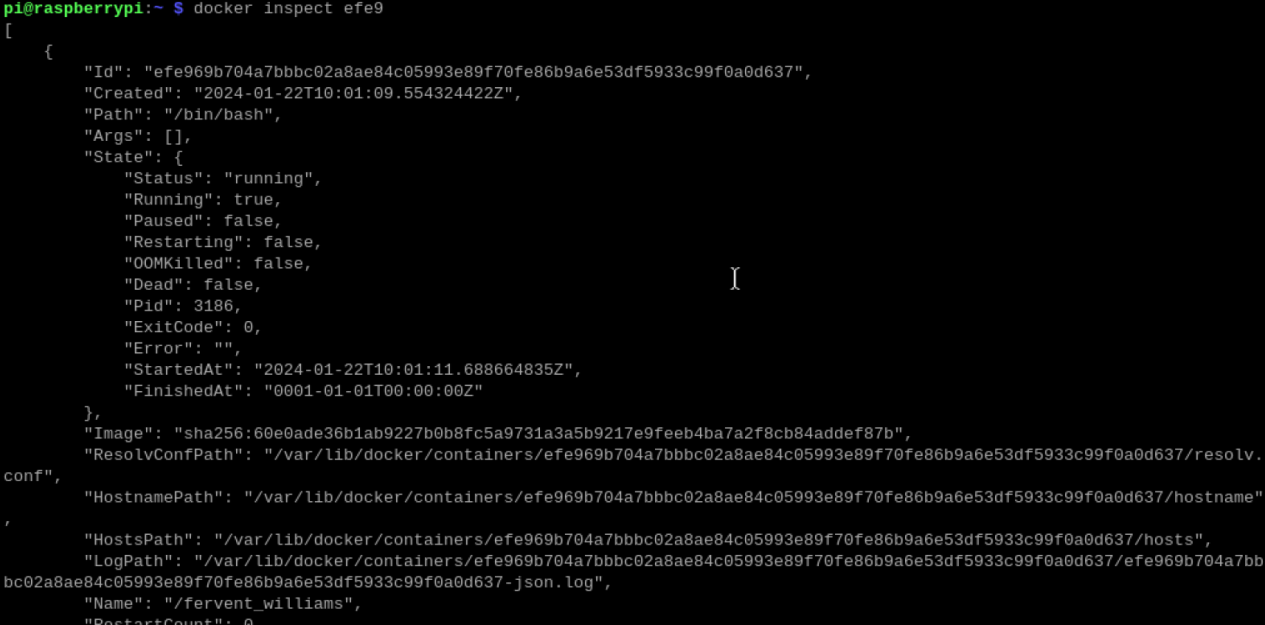 pi@raspberrypi:~ $ docker inspect efe9
[
    {
        "Id": "efe969b704a7bbbc02a8ae84c05993e89f70fe86b9a6e53df5933c99f0a0d637",
        "Created": "2024-01-22T10:01:09.554324422Z",
        "Path": "/bin/bash",
        "Args": [],
        "State": {
            "Status": "running",
            "Running": true,
            "Paused": false,
            "Restarting": false,
            "OOMKilled": false,
            "Dead": false,
            "Pid": 3186,
            "ExitCode": 0,
            "Error": "",
            "StartedAt": "2024-01-22T10:01:11.688664835Z",
            "FinishedAt": "0001-01-01T00:00:00Z"
        },
        "Image": "sha256:60e0ade36b1ab9227b0b8fc5a9731a3a5b9217e9feeb4ba7a2f8cb84addef87b",
        "ResolvConfPath": "/var/lib/docker/containers/efe969b704a7bbbc02a8ae84c05993e89f70fe86b9a6e53df5933c99f0a0d637/resolv.
conf",
        "HostnamePath": "/var/lib/docker/containers/efe969b704a7bbbc02a8ae84c05993e89f70fe86b9a6e53df5933c99f0a0d637/hostname"
,
        "HostsPath": "/var/lib/docker/containers/efe969b704a7bbbc02a8ae84c05993e89f70fe86b9a6e53df5933c99f0a0d637/hosts",
        "LogPath": "/var/lib/docker/containers/efe969b704a7bbbc02a8ae84c05993e89f70fe86b9a6e53df5933c99f0a0d637/efe969b704a7bb
bc02a8ae84c05993e89f70fe86b9a6e53df5933c99f0a0d637-json.log",
        "Name": "/fervent_williams",
        "RestartCount": 0